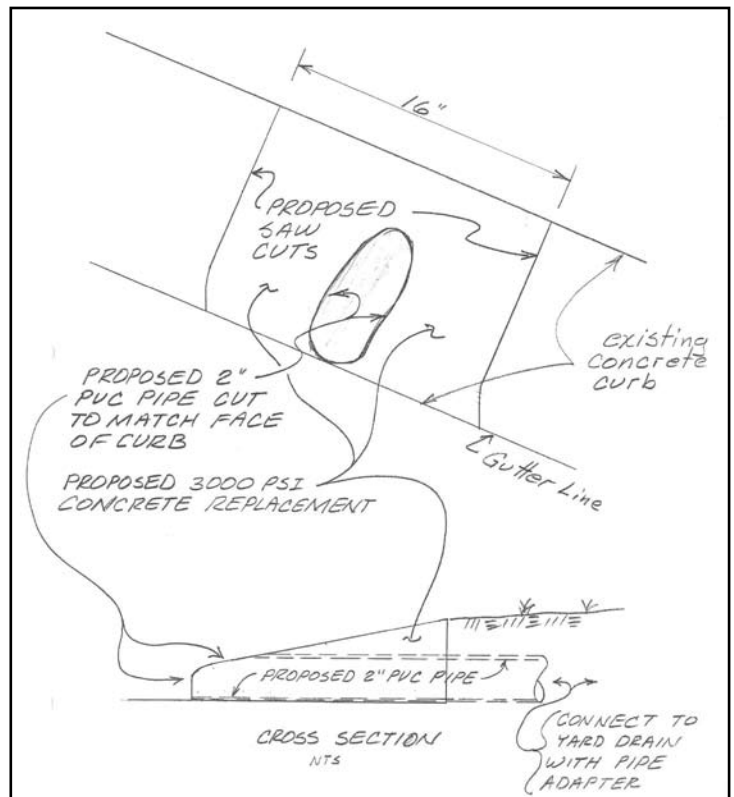 16"
PROPOSED
SAW
CUTS
existing
concrete
curb
PROPOSED 2"
PVC PIPE CUT
TO MATCH FACE
OF CURB
Gutter Line
PROPOSED 3000 PSI
CONCRETE REPLACEMENT
PROPOSED 2" PVC PIPE
CROSS SECTION
NTS
CONNECT TO
YARD DRAIN
WITH PIPE
ADAPTER